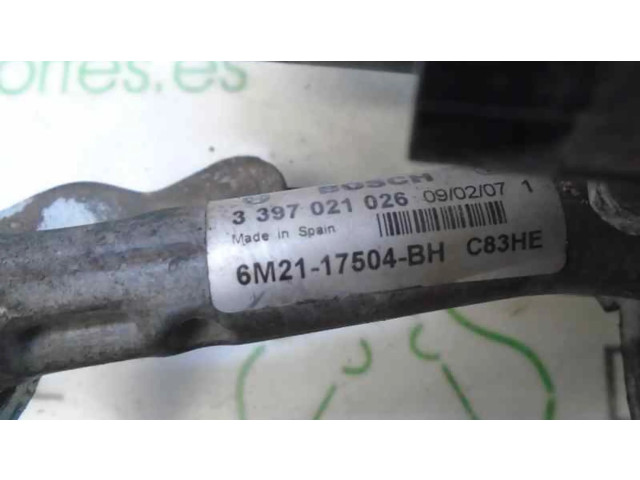 ones.es
BOSCH
3 397 021 026 09/02/07 1
Made in Spain
6M21-17504-BH C83HE